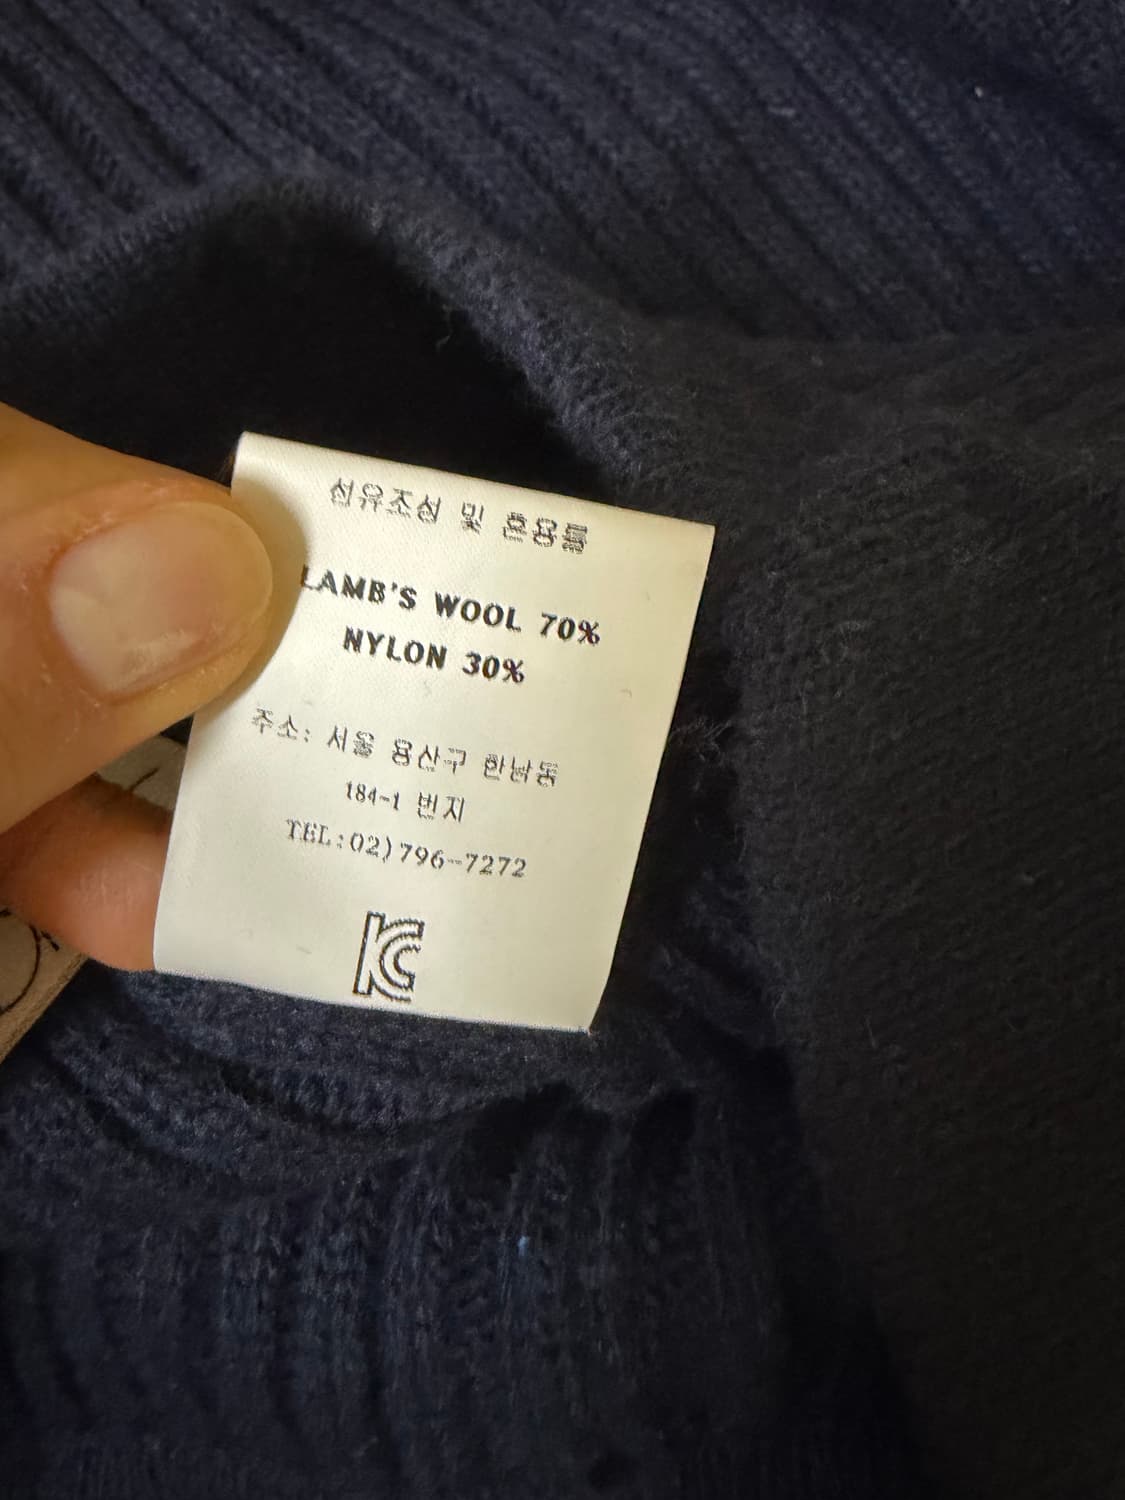 섬유조성 및 혼용률
LAMB'S WOOL 70%
NYLON 30%
주소: 서울 용산구 한남동
184-1 번지
TEL:02)796-7272
KC